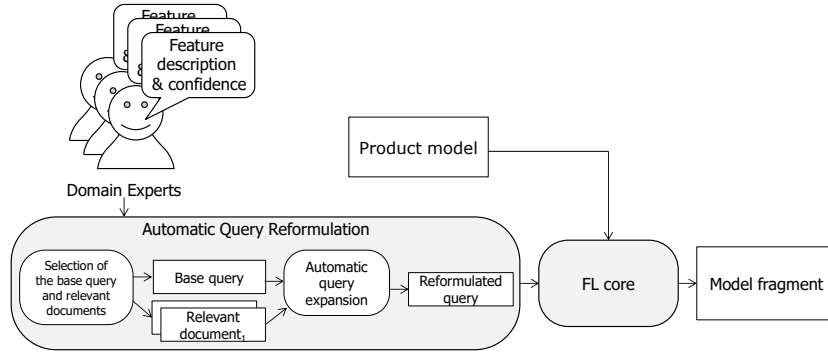 Feature
Feature
&
&
Feature
description
& confidence
Product model
Domain Experts
Automatic Query Reformulation
Selection of
the base query
and relevant
documents
Base query
Relevant
document1
Automatic
query
expansion
Reformulated
query
FL core
Model fragment